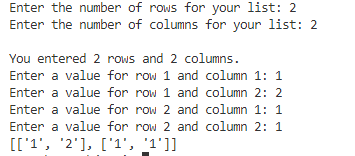 Enter the number of rows for your list: 2
Enter the number of columns for your list: 2
You entered 2 rows and 2 columns.
Enter a value for row 1 and column 1: 1
Enter a value for row 1 and column 2: 2
Enter a value for row 2 and column 1: 1
Enter a value for row 2 and column 2: 1
[['1', '2'], ['1', '1']]